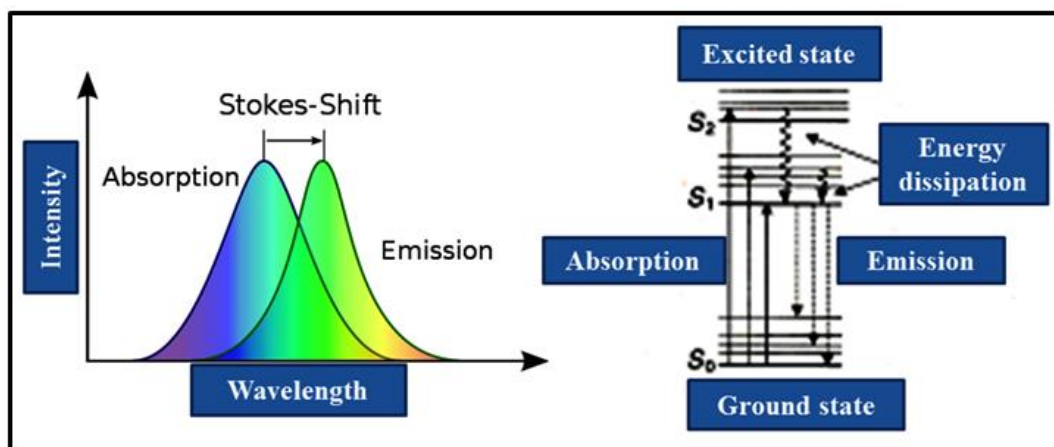 Stokes-Shift
Absorption
Emission
Intensity
Wavelength
Excited state
S2
Energy
dissipation
S1
Absorption
Emission
S0
Ground state